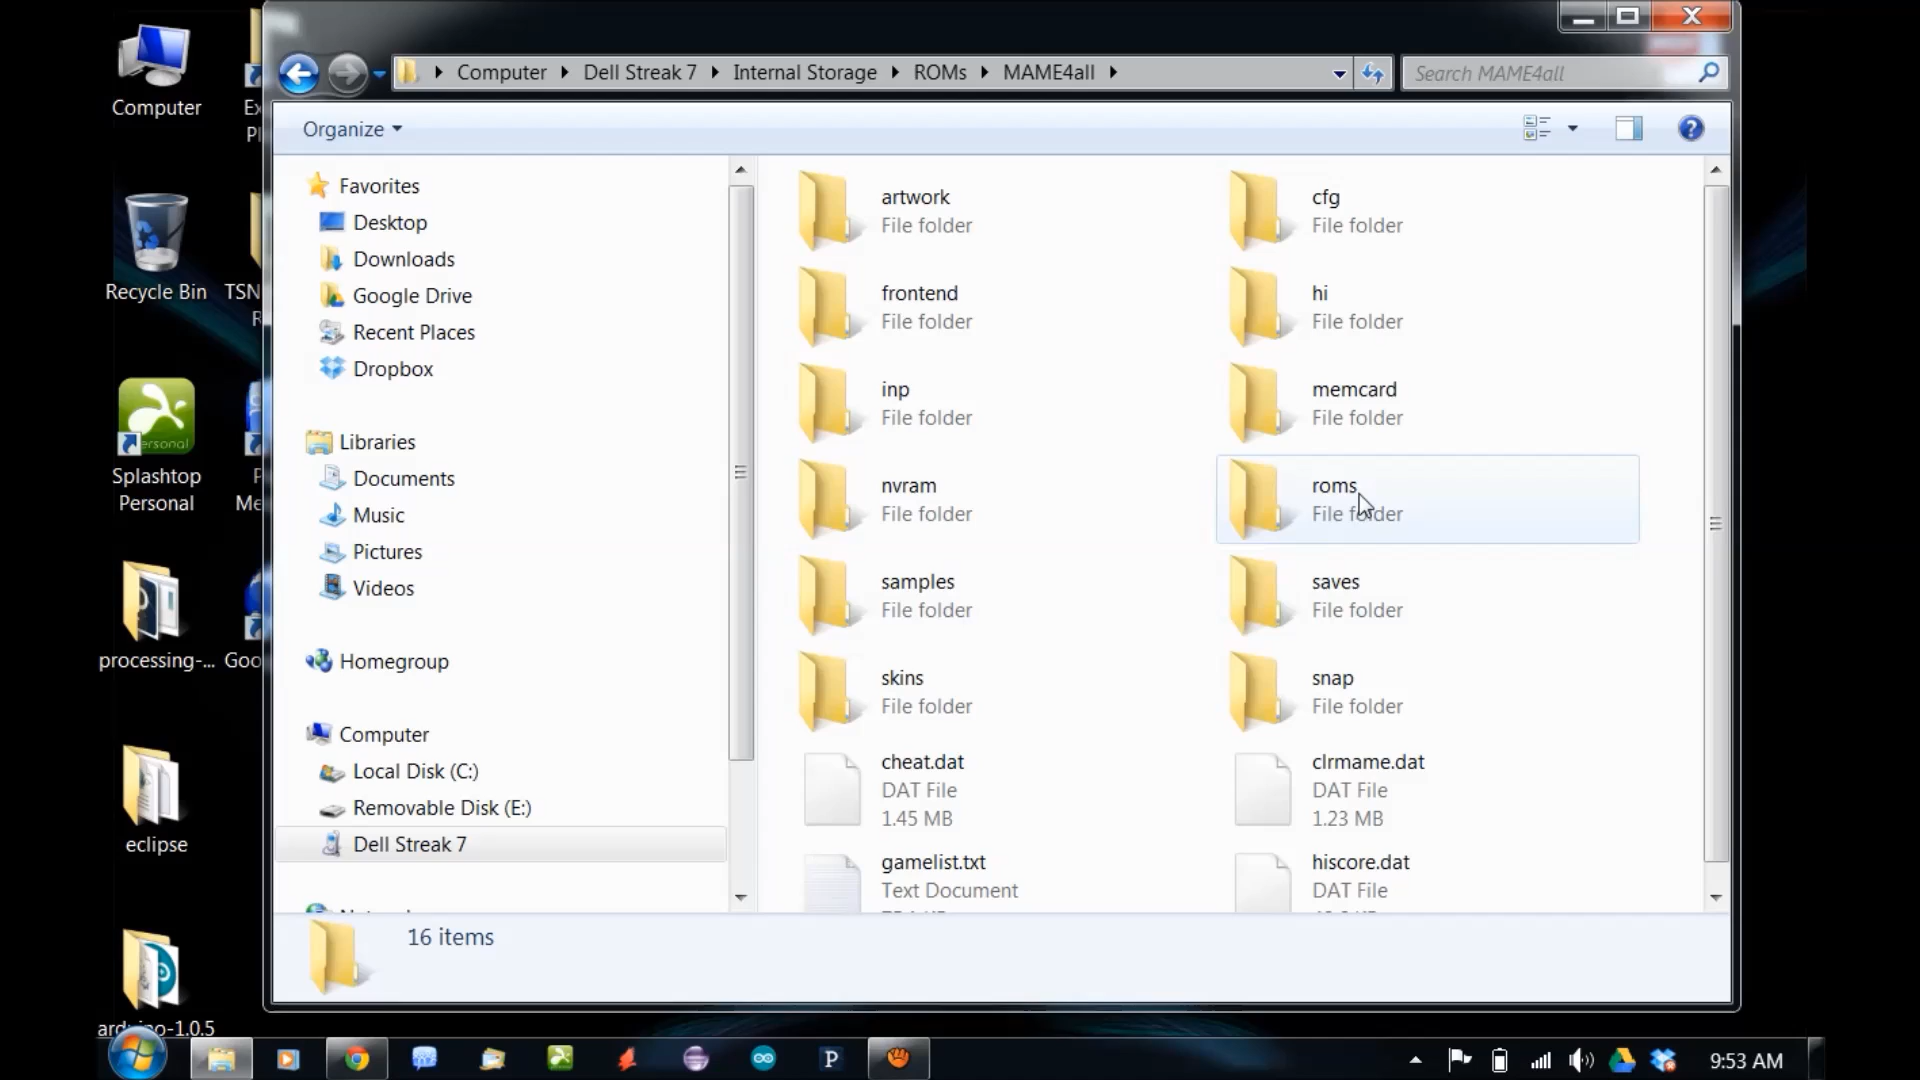 Computer
Recycle Bin
Splashtop
Personal
processing-...
eclipse
arduino-1.0.5
Ex
Pl
TSN
R
P
Me
Goo
Computer
Dell Streak 7
Internal Storage
ROMs
MAME4all
Search MAME4all
Organize
Favorites
Desktop
Downloads
Google Drive
Recent Places
Dropbox
Libraries
Documents
Music
Pictures
Videos
Homegroup
Computer
Local Disk (C:)
Removable Disk (E:)
Dell Streak 7
artwork
File folder
cfg
File folder
frontend
File folder
hi
File folder
inp
File folder
memcard
File folder
nvram
File folder
roms
File folder
samples
File folder
saves
File folder
skins
File folder
snap
File folder
cheat.dat
DAT File
1.45 MB
clrmame.dat
DAT File
1.23 MB
gamelist.txt
Text Document
hiscore.dat
DAT File
16 items
P
9:53 AM